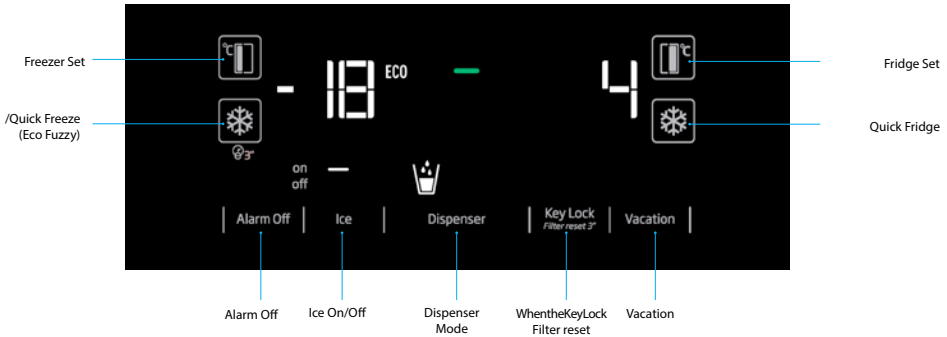 Freezer Set
°C
- 18
ECO
4
°C
Fridge Set
/Quick Freeze
(Eco Fuzzy)
3"
Quick Fridge
on
off
Alarm Off
Ice
Dispenser
Key Lock
Filter reset 3"
Vacation
Alarm Off
Ice On/Off
Dispenser
Mode
WhentheKeyLock
Filter reset
Vacation